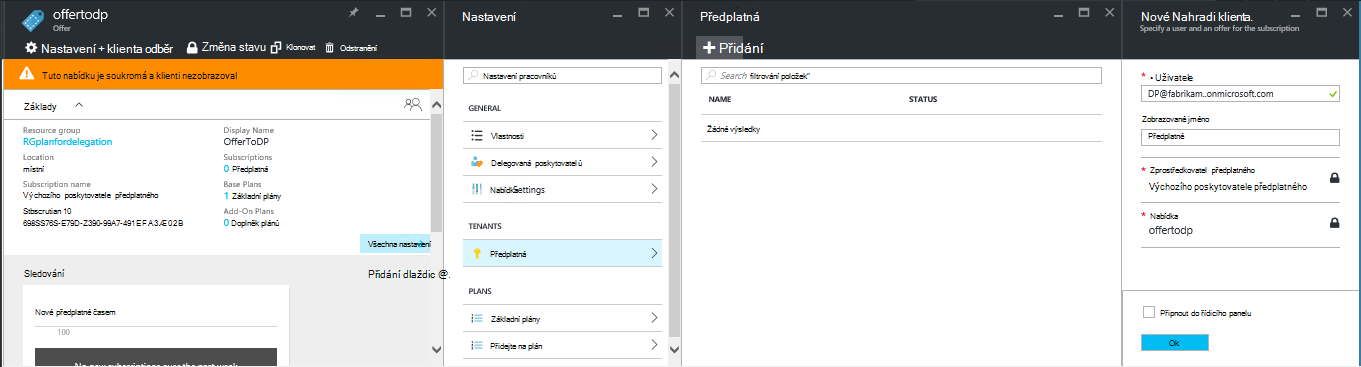 offertodp
Offer
Nastavení + klienta odběr
Změna stavu
Klonovat
Odstranění
Tuto nabídku je soukromá a klienti nezobrazoval
Základy
Resource group
RGplanfordelegation
Location
místní
Subscription name
Výchozího poskytovatele předplatného
Stbscrutian 10
698SS76S-E79D-Z390-99A7-491EFA3Æ02B
Display Name
OfferToDP
Subscriptions
0 Předplatná
Base Plans
1 Základní plány
Add-On Plans
0 Doplněk plánů
Všechna nastavení
Sledování
Přidání dlaždic @.
Nové předplatné časem
100
No new subscriptions over the past week
Nastavení
Nastavení pracovníků
GENERAL
Vlastnosti
Delegovaná poskytovatelů
NabídkSettings
TENANTS
Předplatná
PLANS
Základní plány
Přidejte na plán
Předplatná
Přidání
Search filtrování položek"
NAME STATUS
Žádné výsledky
Nové Nahradi klienta.
Specify a user and an offer for the subscription
* • Uživatele
DP@fabrikam..onmicrosoft.com
Zobrazované jméno
Předplatné
* Zprostředkovatel předplatného
Výchozího poskytovatele předplatného
* Nabídka
offertodp
Připnout do řídicího panelu
Ok